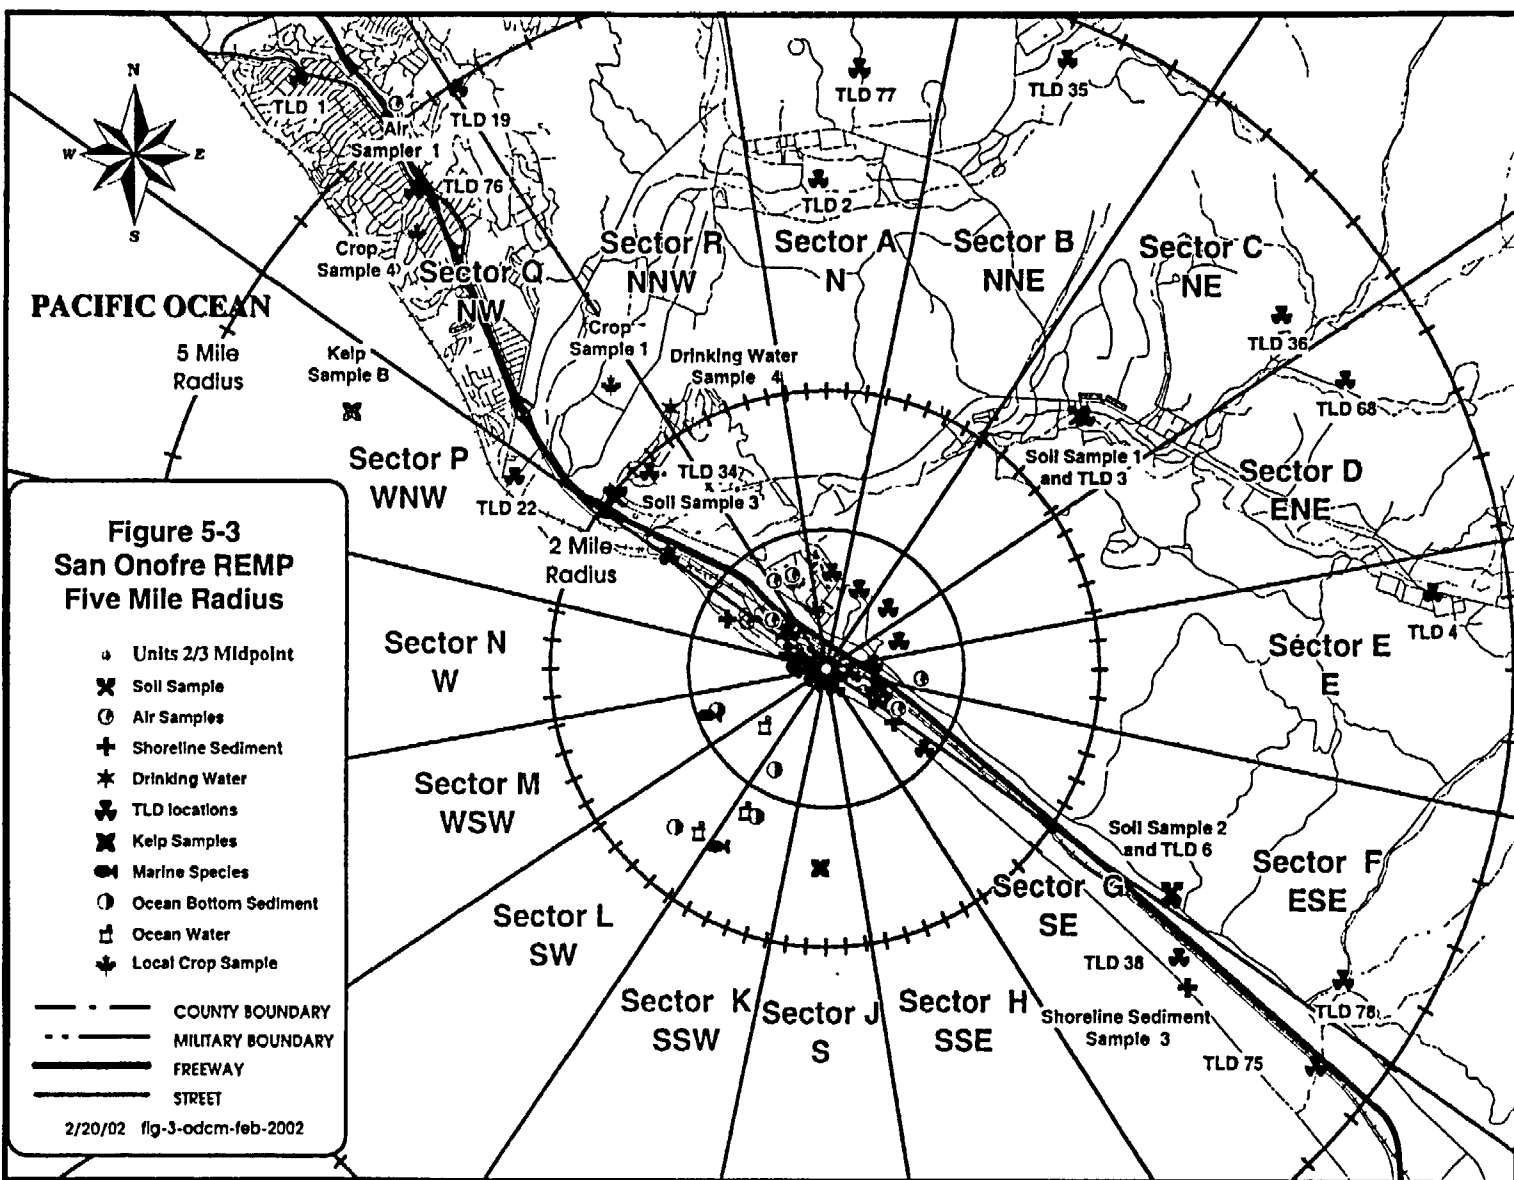 N
W
E
S
TLD 1
Air
Sampler 1
TLD 19
TLD 76
Crop
Sample 4
Sector Q
NW
PACIFIC OCEAN
5 Mile
Radius
Kelp
Sample B
Sector R
NNW
Crop
Sample 1
Drinking Water
Sample 4
TLD 77
TLD 2
Sector A
N
TLD 35
Sector B
NNE
Sector C
NE
TLD 36
TLD 68
Sector P
WNW
TLD 22
TLD 34
Soil Sample 3
2 Mile
Radius
Soil Sample 1
and TLD 3
Sector D
ENE
TLD 4
Sector N
W
Sector E
E
Sector M
WSW
Soil Sample 2
and TLD 6
Sector F
ESE
Sector G
SE
Sector L
SW
TLD 38
Sector K
SSW
Sector J
S
Sector H
SSE
Shoreline Sediment
Sample 3
TLD 78
TLD 75
Figure 5-3
San Onofre REMP
Five Mile Radius
Units 2/3 Midpoint
Soil Sample
Air Samples
Shoreline Sediment
Drinking Water
TLD locations
Kelp Samples
Marine Species
Ocean Bottom Sediment
Ocean Water
Local Crop Sample
COUNTY BOUNDARY
MILITARY BOUNDARY
FREEWAY
STREET
2/20/02 fig-3-odcm-feb-2002